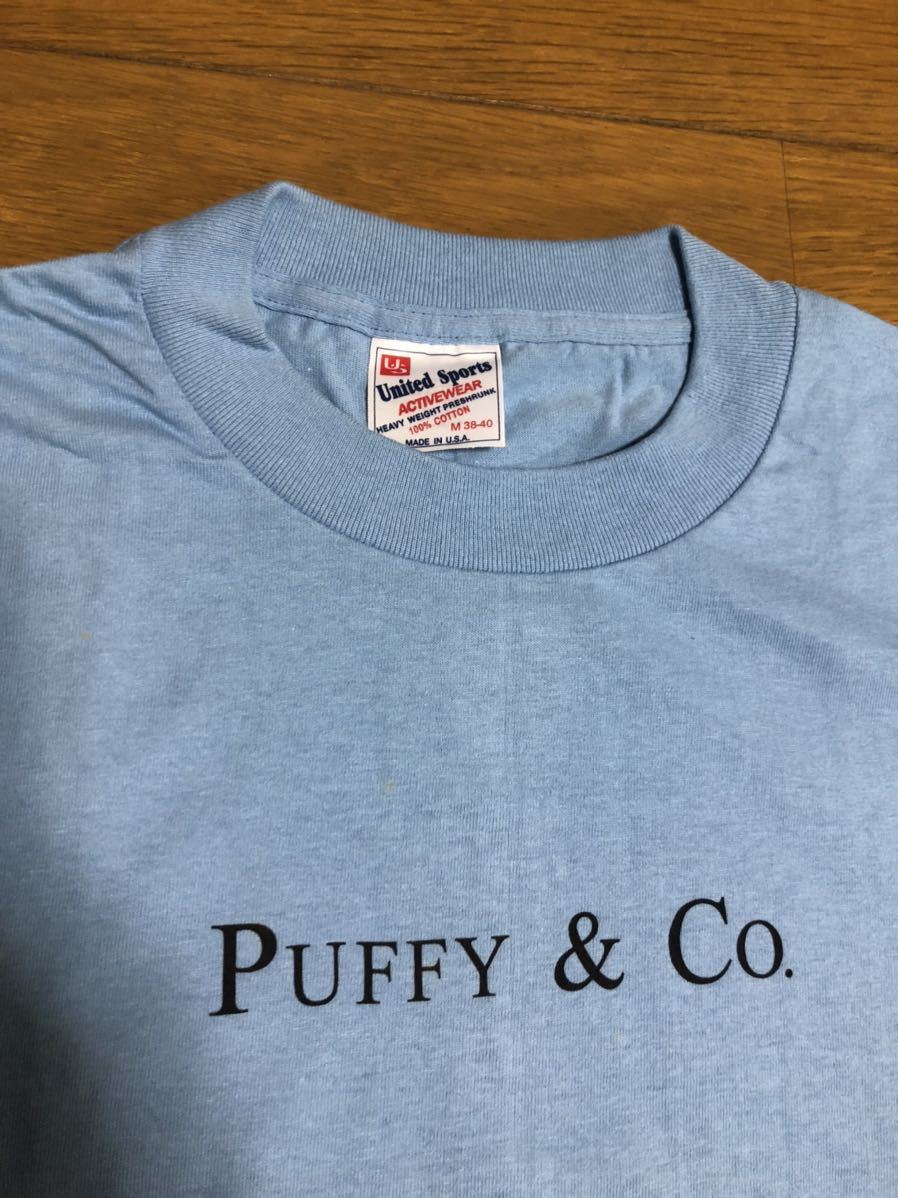 US
United Sports
ACTIVEWEAR
HEAVY WEIGHT PRESHRUNK
100% COTTON
M 38-40
MADE IN U.S.A.
PUFFY & CO.